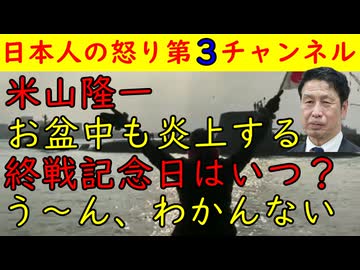 日本人の怒り第3チャンネル
米山隆一
お盆中も炎上する
終戦記念日はいつ？
う～ん、わかんない